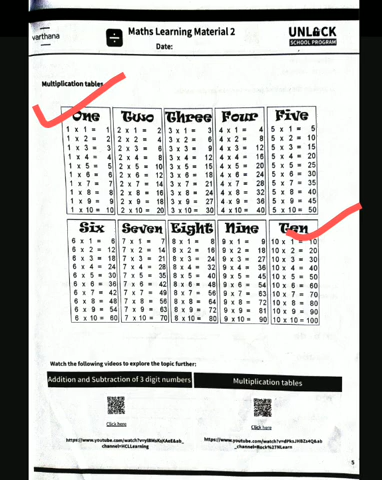 varthana
Maths Learning Material 2
Date:
UNLOCK
SCHOOL PROGRAM
Multiplication tables
One Two Three Four Five
1 x 1 = 1 2 x 1 = 2 3 x 1 = 3 4 x 1 = 4 5 x 1 = 5
1 x 2 = 2 2 x 2 = 4 3 x 2 = 6 4 x 2 = 8 5 x 2 = 10
1 x 3 = 3 2 x 3 = 6 3 x 3 = 9 4 x 3 = 12 5 x 3 = 15
1 x 4 = 4 2 x 4 = 8 3 x 4 = 12 4 x 4 = 16 5 x 4 = 20
1 x 5 = 5 2 x 5 = 10 3 x 5 = 15 4 x 5 = 20 5 x 5 = 25
1 x 6 = 6 2 x 6 = 12 3 x 6 = 18 4 x 6 = 24 5 x 6 = 30
1 x 7 = 7 2 x 7 = 14 3 x 7 = 21 4 x 7 = 28 5 x 7 = 35
1 x 8 = 8 2 x 8 = 16 3 x 8 = 24 4 x 8 = 32 5 x 8 = 40
1 x 9 = 9 2 x 9 = 18 3 x 9 = 27 4 x 9 = 36 5 x 9 = 45
1 x 10 = 10 2 x 10 = 20 3 x 10 = 30 4 x 10 = 40 5 x 10 = 50
Six Seven Eight Nine Ten
6 x 1 = 6 7 x 1 = 7 8 x 1 = 8 9 x 1 = 9 10 x 1 = 10
6 x 2 = 12 7 x 2 = 14 8 x 2 = 16 9 x 2 = 18 10 x 2 = 20
6 x 3 = 18 7 x 3 = 21 8 x 3 = 24 9 x 3 = 27 10 x 3 = 30
6 x 4 = 24 7 x 4 = 28 8 x 4 = 32 9 x 4 = 36 10 x 4 = 40
6 x 5 = 30 7 x 5 = 35 8 x 5 = 40 9 x 5 = 45 10 x 5 = 50
6 x 6 = 36 7 x 6 = 42 8 x 6 = 48 9 x 6 = 54 10 x 6 = 60
6 x 7 = 42 7 x 7 = 49 8 x 7 = 56 9 x 7 = 63 10 x 7 = 70
6 x 8 = 48 7 x 8 = 56 8 x 8 = 64 9 x 8 = 72 10 x 8 = 80
6 x 9 = 54 7 x 9 = 63 8 x 9 = 72 9 x 9 = 81 10 x 9 = 90
6 x 10 = 60 7 x 10 = 70 8 x 10 = 80 9 x 10 = 90 10 x 10 = 100
Watch the following videos to explore the topic further:
Addition and Subtraction of 3 digit numbers Multiplication tables
Click here Click here
_channel=HCLLearning _channel=Rock%27NLearn
5